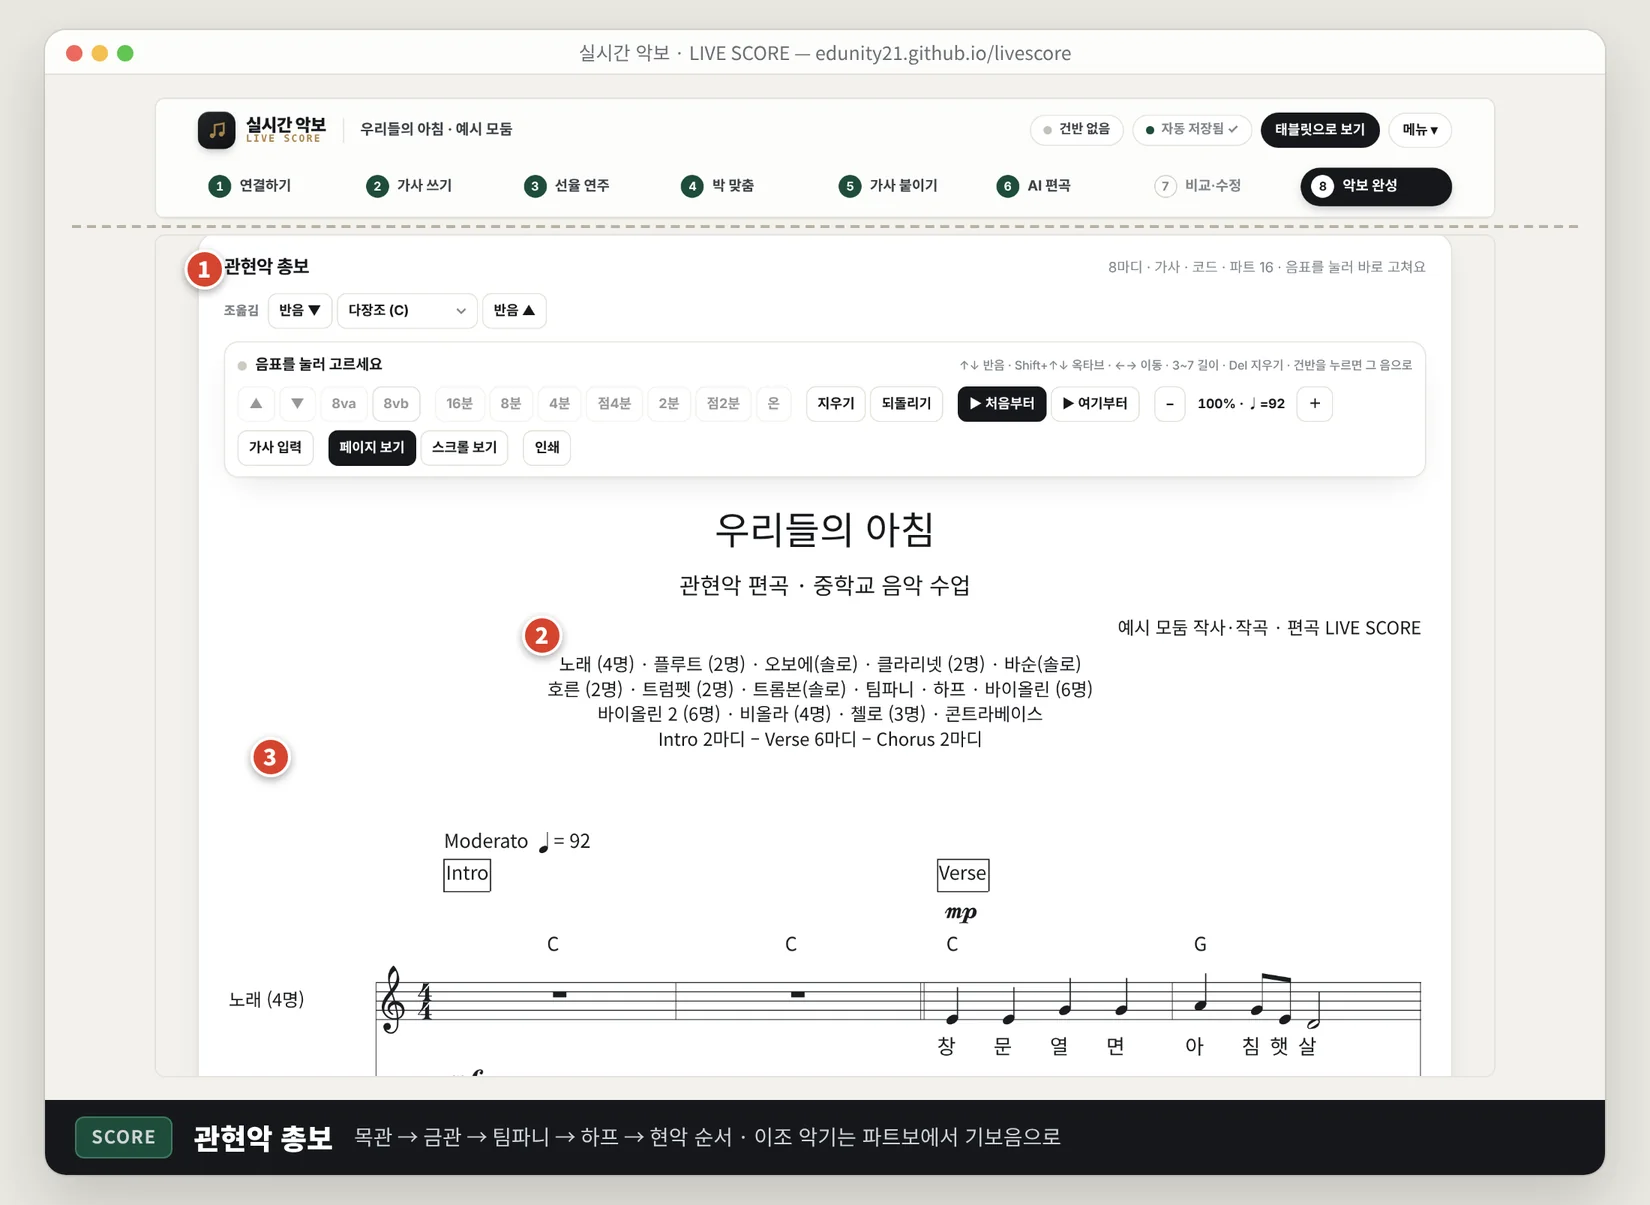 실시간 악보 · LIVE SCORE — edunity21.github.io/livescore
실시간 악보
LIVE SCORE
우리들의 아침 · 예시 모둠
건반 없음
자동 저장됨 ✓
태블릿으로 보기
메뉴 ▾
1 연결하기
2 가사 쓰기
3 선율 연주
4 박 맞춤
5 가사 붙이기
6 AI 편곡
7 비교·수정
8 악보 완성
1
관현악 총보
8마디 · 가사 · 코드 · 파트 16 · 음표를 눌러 바로 고쳐요
조옮김 반음 ▼ 다장조 (C) 반음 ▲
음표를 눌러 고르세요
↑↓ 반음 · Shift+↑↓ 옥타브 · ←→ 이동 · 3~7 길이 · Del 지우기 · 건반을 누르면 그 음으로
▲ ▼ 8va 8vb 16분 8분 4분 점4분 2분 점2분 온 지우기 되돌리기 ▶ 처음부터 ▶ 여기부터 – 100% · ♩=92 +
가사 입력 페이지 보기 스크롤 보기 인쇄
우리들의 아침
관현악 편곡 · 중학교 음악 수업
예시 모둠 작사·작곡 · 편곡 LIVE SCORE
2
노래 (4명) · 플루트 (2명) · 오보에(솔로) · 클라리넷 (2명) · 바순(솔로)
호른 (2명) · 트럼펫 (2명) · 트롬본(솔로) · 팀파니 · 하프 · 바이올린 (6명)
바이올린 2 (6명) · 비올라 (4명) · 첼로 (3명) · 콘트라베이스
Intro 2마디 – Verse 6마디 – Chorus 2마디
3
Moderato ♩= 92
Intro
Verse
mp
C C C G
노래 (4명)
4
4
창 문 열 면 아 침 햇 살
SCORE 관현악 총보 목관 → 금관 → 팀파니 → 하프 → 현악 순서 · 이조 악기는 파트보에서 기보음으로